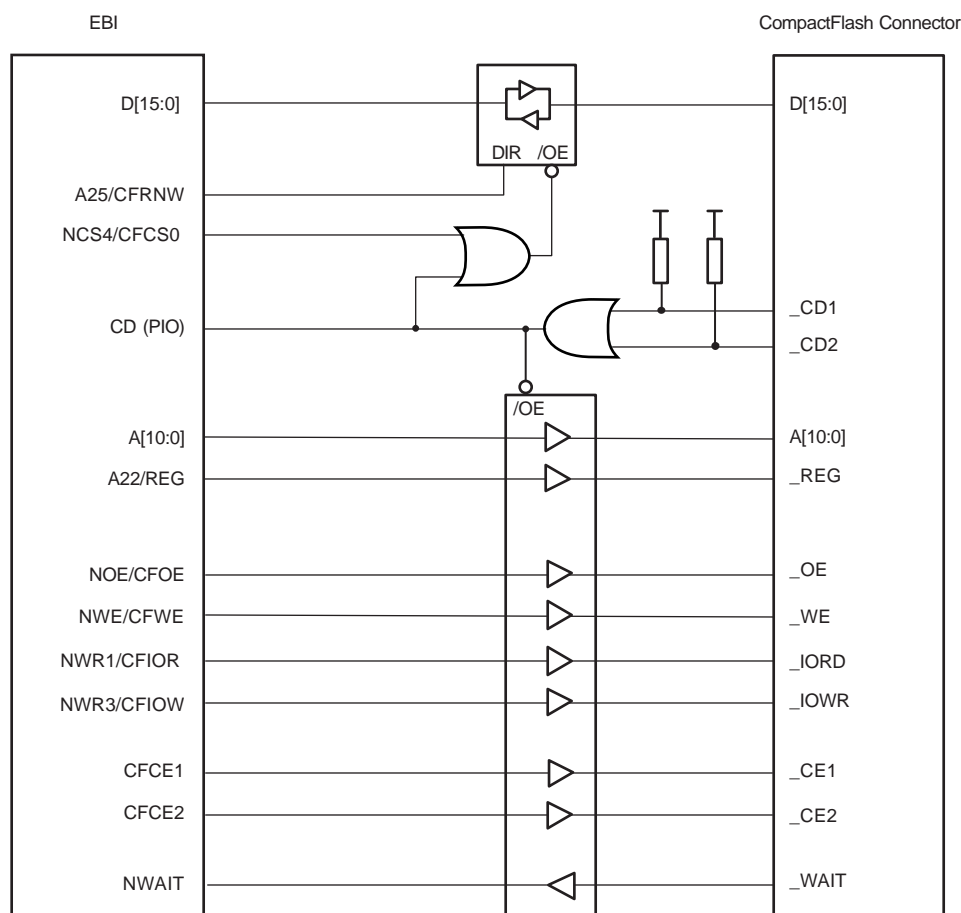 EBI CompactFlash Connector
D[15:0] D[15:0]
DIR /OE
A25/CFRNW
NCS4/CFCS0
_CD1
CD (PIO)
_CD2
/OE
A[10:0] A[10:0]
A22/REG _REG
NOE/CFOE _OE
NWE/CFWE _WE
NWR1/CFIOR _IORD
NWR3/CFIOW _IOWR
CFCE1 _CE1
CFCE2 _CE2
NWAIT _WAIT